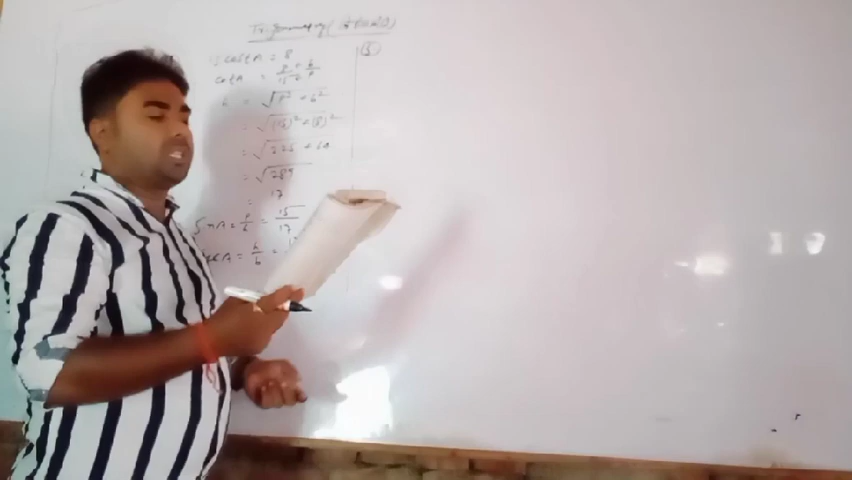 Trigonometry(
15 cot A = 8
cot A = 8/15 = b/p
h = √p² + b²
= √(15)² + (8)²
= √225 + 64
= √289
= 17
Sin A = p/h = 15/17
Sec A = h/b =